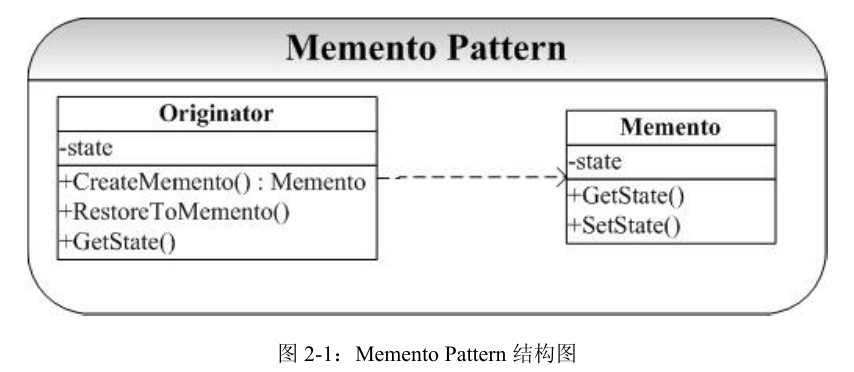 Memento Pattern
Originator
-state
+CreateMemento() : Memento
+RestoreToMemento()
+GetState()
Memento
-state
+GetState()
+SetState()
图 2-1：Memento Pattern 结构图